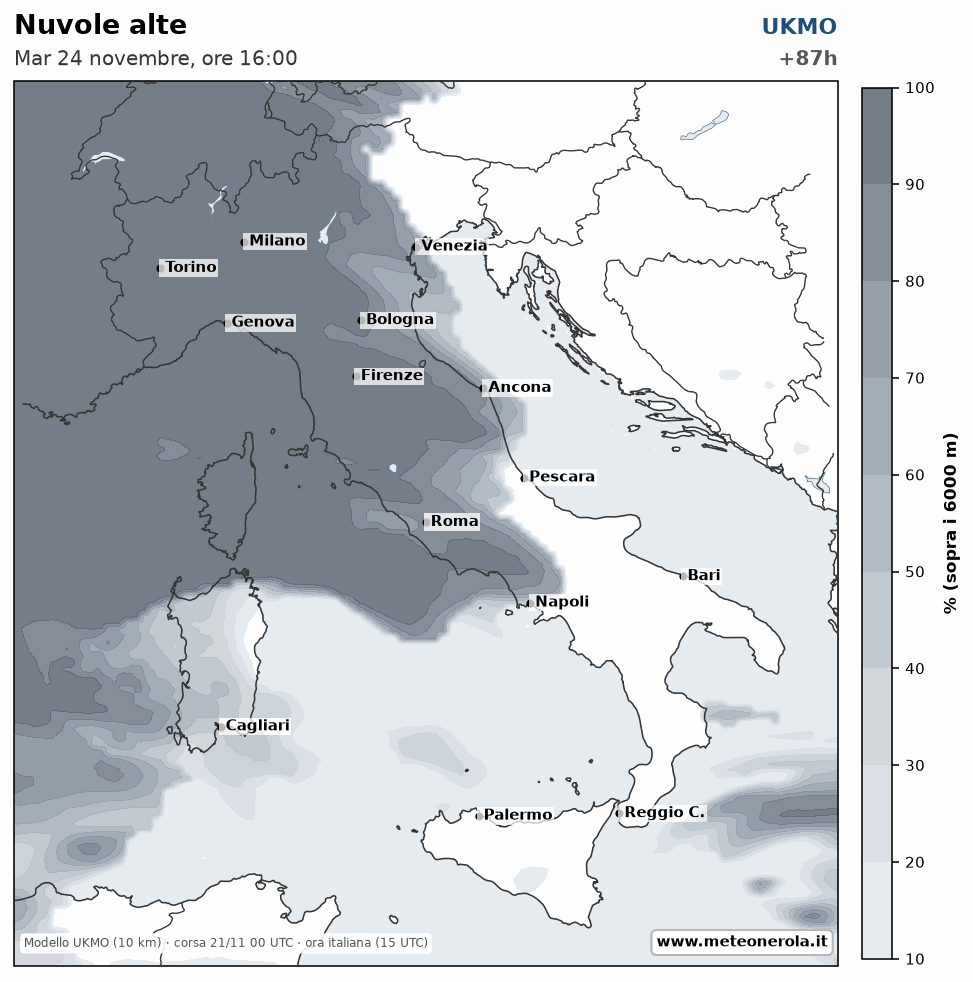 Nuvole alte
UKMO
Mar 24 novembre, ore 16:00
+87h
100
90
80
70
60
50
40
30
20
10
% (sopra i 6000 m)
Venezia
Milano
Torino
Genova
Bologna
Firenze
Ancona
Pescara
Roma
Bari
Napoli
Cagliari
Palermo
Reggio C.
Modello UKMO (10 km) · corsa 21/11 00 UTC · ora italiana (15 UTC)
www.meteonerola.it